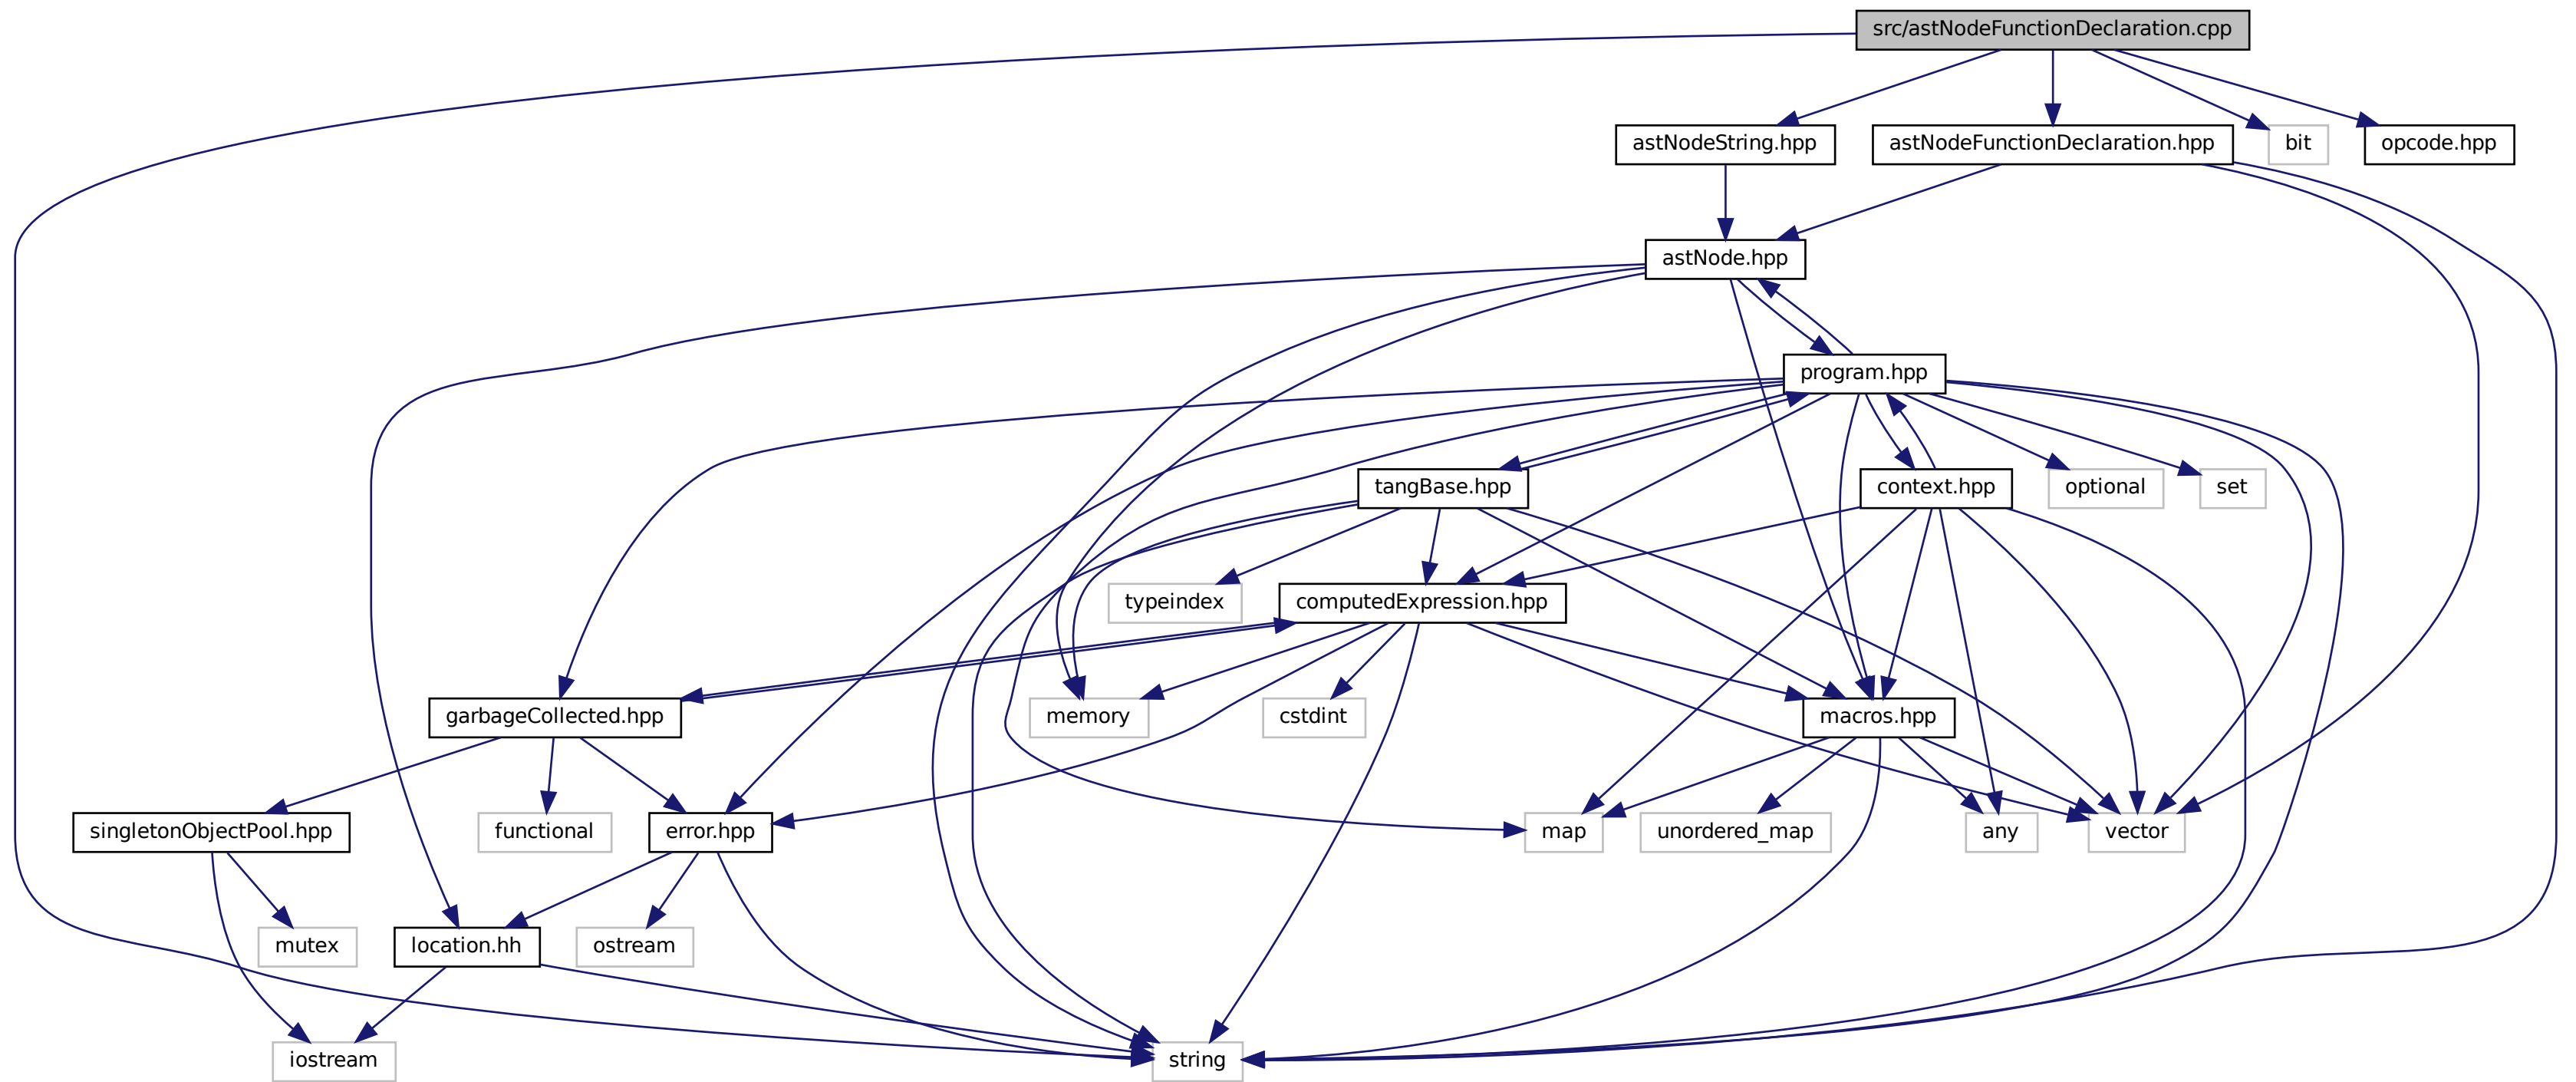 src/astNodeFunctionDeclaration.cpp
astNodeString.hpp
astNodeFunctionDeclaration.hpp
bit
opcode.hpp
astNode.hpp
program.hpp
tangBase.hpp
context.hpp
optional
set
typeindex
computedExpression.hpp
garbageCollected.hpp
memory
cstdint
macros.hpp
singletonObjectPool.hpp
functional
error.hpp
map
unordered_map
any
vector
mutex
location.hh
ostream
iostream
string